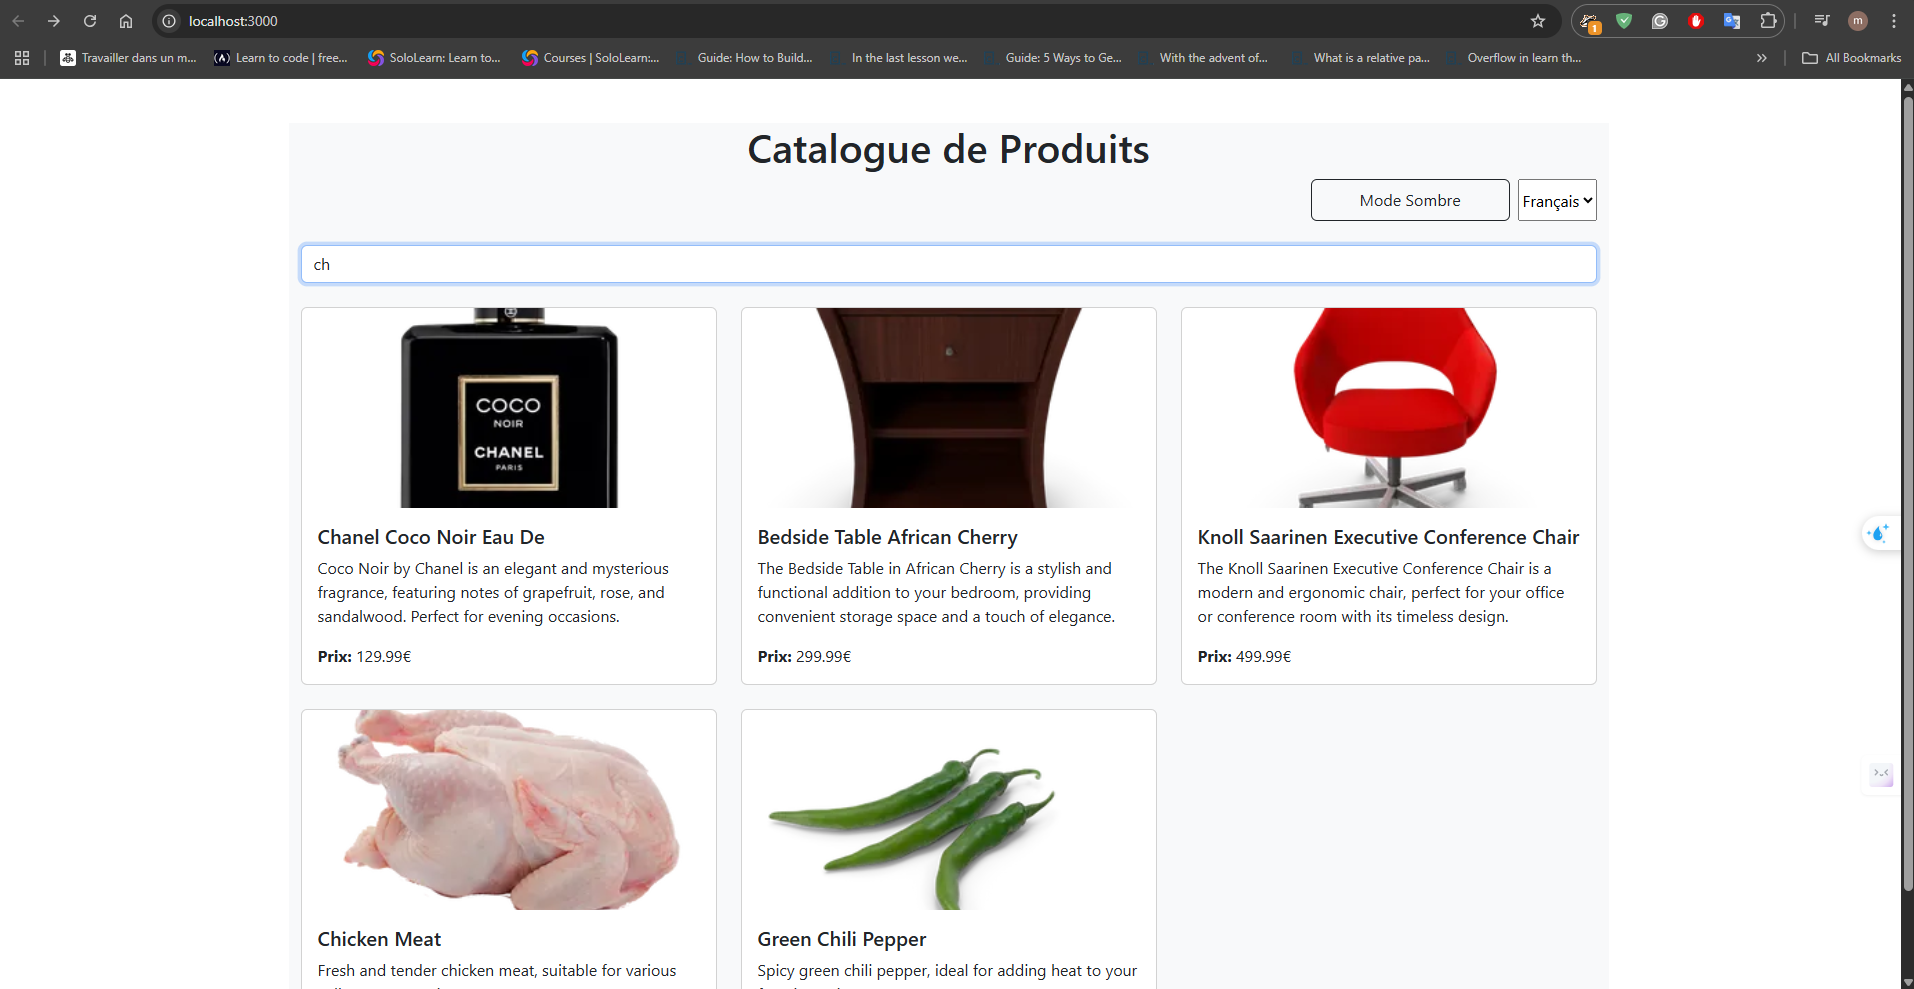 localhost:3000
Travailler dans un m...
Learn to code | free...
SoloLearn: Learn to...
Courses | SoloLearn:...
Guide: How to Build...
In the last lesson we...
Guide: 5 Ways to Ge...
With the advent of...
What is a relative pa...
Overflow in learn th...
All Bookmarks
1
m
Catalogue de Produits
Mode Sombre
Français
ch
COCO
NOIR
CHANEL
PARIS
Chanel Coco Noir Eau De
Coco Noir by Chanel is an elegant and mysterious
fragrance, featuring notes of grapefruit, rose, and
sandalwood. Perfect for evening occasions.
Prix: 129.99€
Bedside Table African Cherry
The Bedside Table in African Cherry is a stylish and
functional addition to your bedroom, providing
convenient storage space and a touch of elegance.
Prix: 299.99€
Knoll Saarinen Executive Conference Chair
The Knoll Saarinen Executive Conference Chair is a
modern and ergonomic chair, perfect for your office
or conference room with its timeless design.
Prix: 499.99€
Chicken Meat
Fresh and tender chicken meat, suitable for various
Green Chili Pepper
Spicy green chili pepper, ideal for adding heat to your